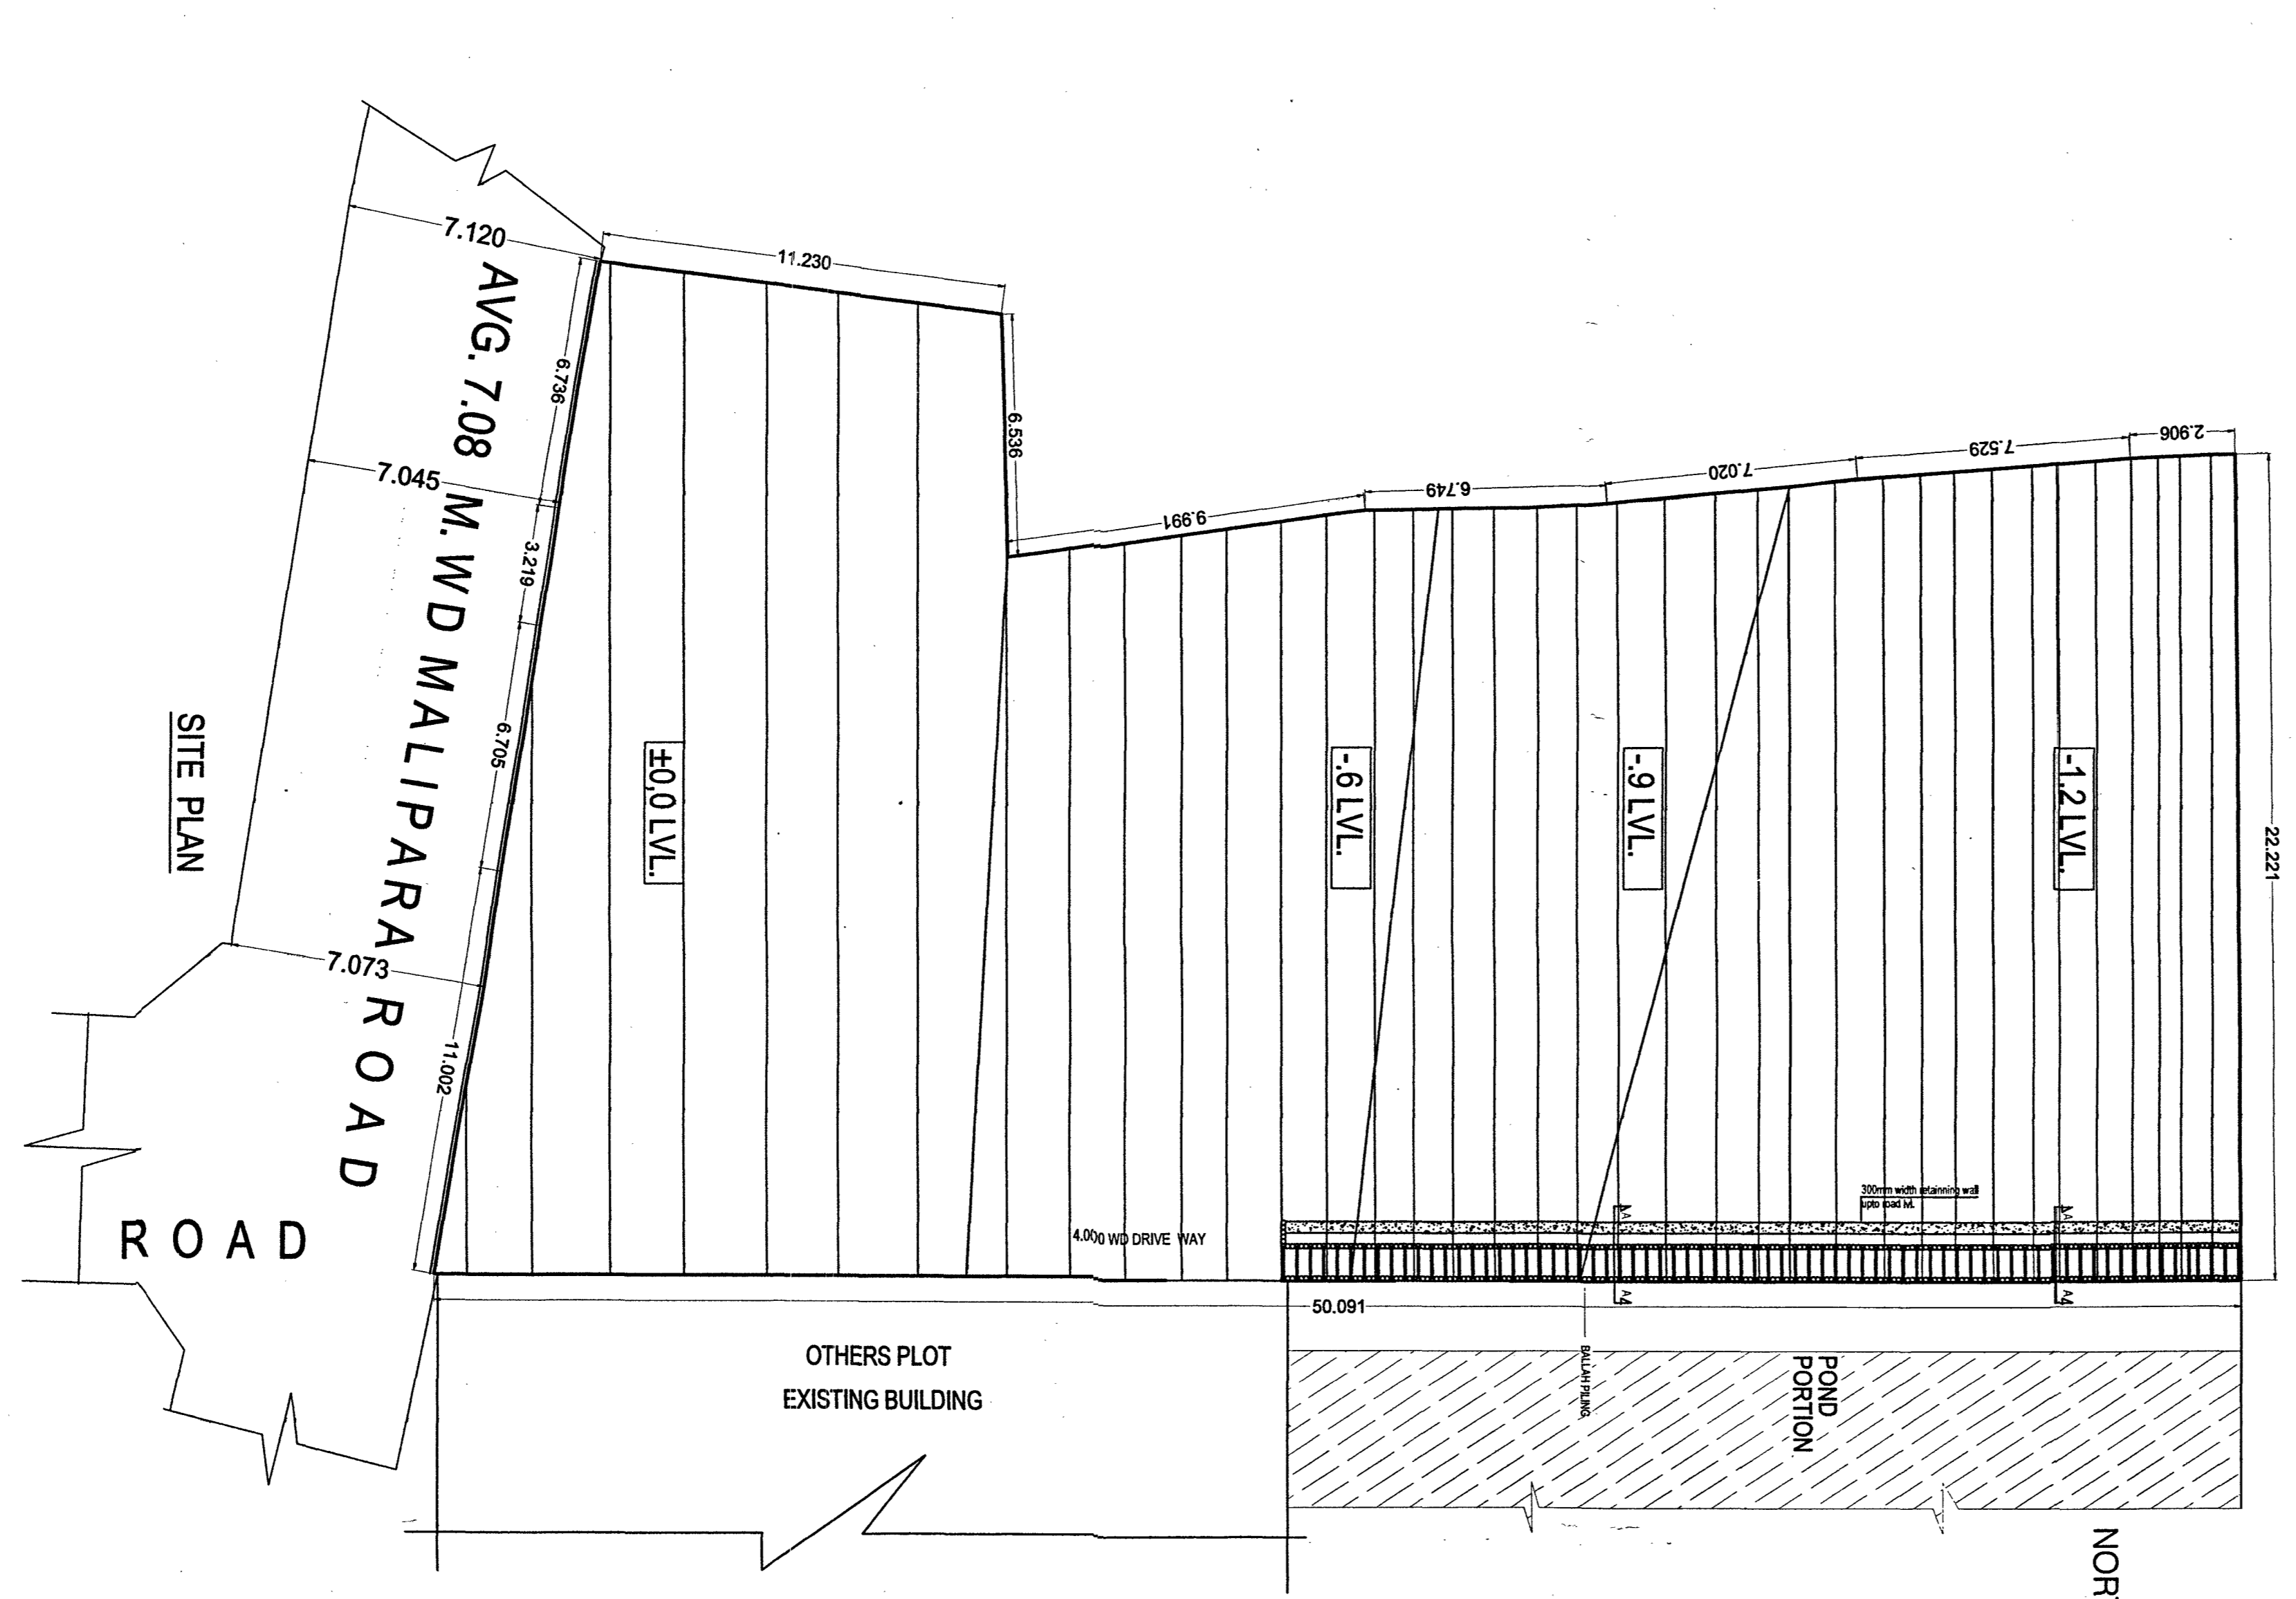 SITE PLAN
AVG. 7.08 M. WD MALIPARA ROAD
ROAD
7.120
7.045
7.073
6.736
3.219
6.705
11.002
11.230
6.536
9.991
6.749
7.020
7.529
2.906
22.221
50.091
±0,0 LVL.
-.6 LVL.
-.9 LVL.
-1.2 LVL.
300mm width retainning wall
upto road lvl.
4.000 WD DRIVE WAY
A
A
A
A
BALLAH PILING
OTHERS PLOT
EXISTING BUILDING
POND
PORTION
NOR